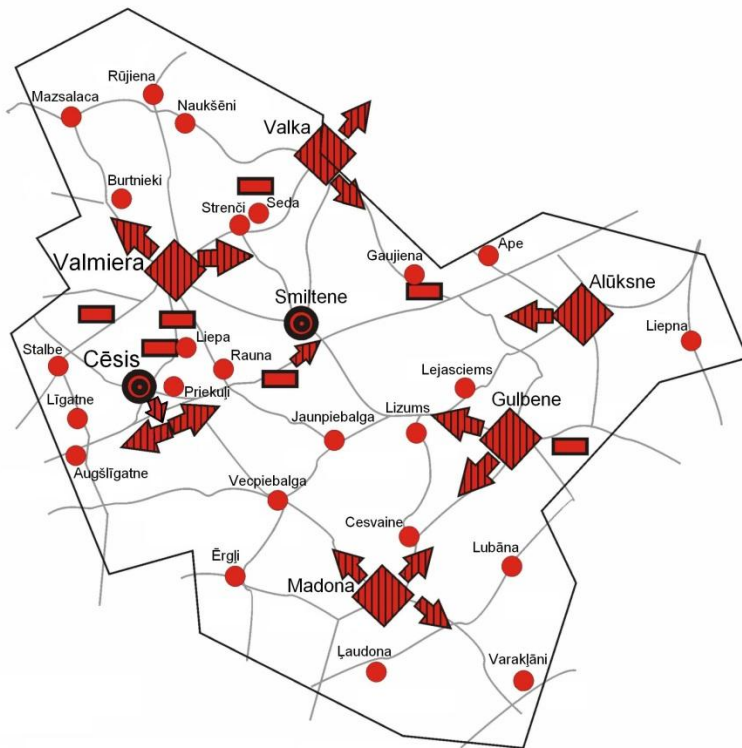 Rūjiena
Mazsalaca
Naukšēni
Valka
Burtnieki
Strenči
Seda
Valmiera
Gaujiena
Ape
Alūksne
Smiltene
Liepna
Stalbe
Liepa
Cēsis
Rauna
Priekuļi
Lejasciems
Līgatne
Gulbene
Jaunpiebalga
Lizums
Augšlīgatne
Vecpiebalga
Cesvaine
Lubāna
Ērgļi
Madona
Ļaudona
Varakļāni